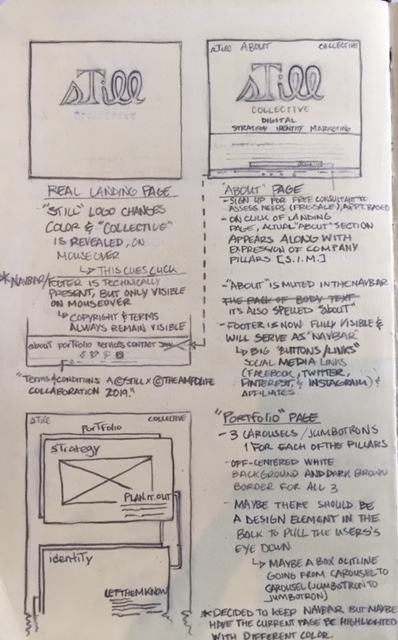 sTill
COLLECTIVE
REAL LANDING PAGE
"STILL" LOGO CHANGES
COLOR & "COLLECTIVE"
IS REVEALED, ON
MOUSEOVER
↳ THIS CUES CLICK
*NAVBAR/
FOOTER IS TECHNICALLY
PRESENT, BUT ONLY VISIBLE
ON MOUSEOVER
↳ COPYRIGHT & TERMS
ALWAYS REMAIN VISIBLE
about portfolio services contact
"TERMS & CONDITIONS A ©STILL X ©THEAMPDLIFE
COLLABORATION 2019."
sTill
COLLECTIVE
PORTFOLIO
STrategy
PLAN.IT.OUT
identity
LET THEM KNOW
sTill ABOUT
COLLECTIVE
sTill
COLLECTIVE
DIGITAL
STRATEGY IDENTITY MARKETING
"ABOUT" PAGE
- SIGN UP FOR FREE CONSULTATE TO
ASSESS NEEDS (PRESCALE), APPT. BASED
- ON CLICK OF LANDING
PAGE, ACTUAL "ABOUT" SECTION
APPEARS ALONG WITH
EXPRESSION OF COMPANY
PILLARS [S.I.M.]
- "ABOUT" IS MUTED IN THE NAVBAR
THE PACK OF BODY TEXT
IT'S ALSO SPELLED "about"
- FOOTER IS NOW FULLY VISIBLE &
WILL SERVE AS "NAVBAR"
↳ BIG "BUTTONS/LINKS"
SOCIAL MEDIA LINKS
(FACEBOOK, TWITTER,
PINTEREST, & INSTAGRAM) &
AFFILIATES
"PORTFOLIO" PAGE
- 3 CAROUSELS / JUMBOTRONS
1 FOR EACH OF THE PILLARS
- OFF-CENTERED WHITE
BACKGROUND AND DARK BROWN
BORDER FOR ALL 3
- MAYBE THERE SHOULD BE
A DESIGN ELEMENT IN THE
BACK TO PULL THE USERS'S
EYE DOWN
↳ MAYBE A BOX OUTLINE
GOING FROM CAROUSEL TO
CAROUSEL (JUMBOTRON TO
JUMBOTRON)
*DECIDED TO KEEP NAVBAR BUT MAYBE
HAVE THE CURRENT PAGE BE HIGHLIGHTED
WITH DIFFERENT COLOR.